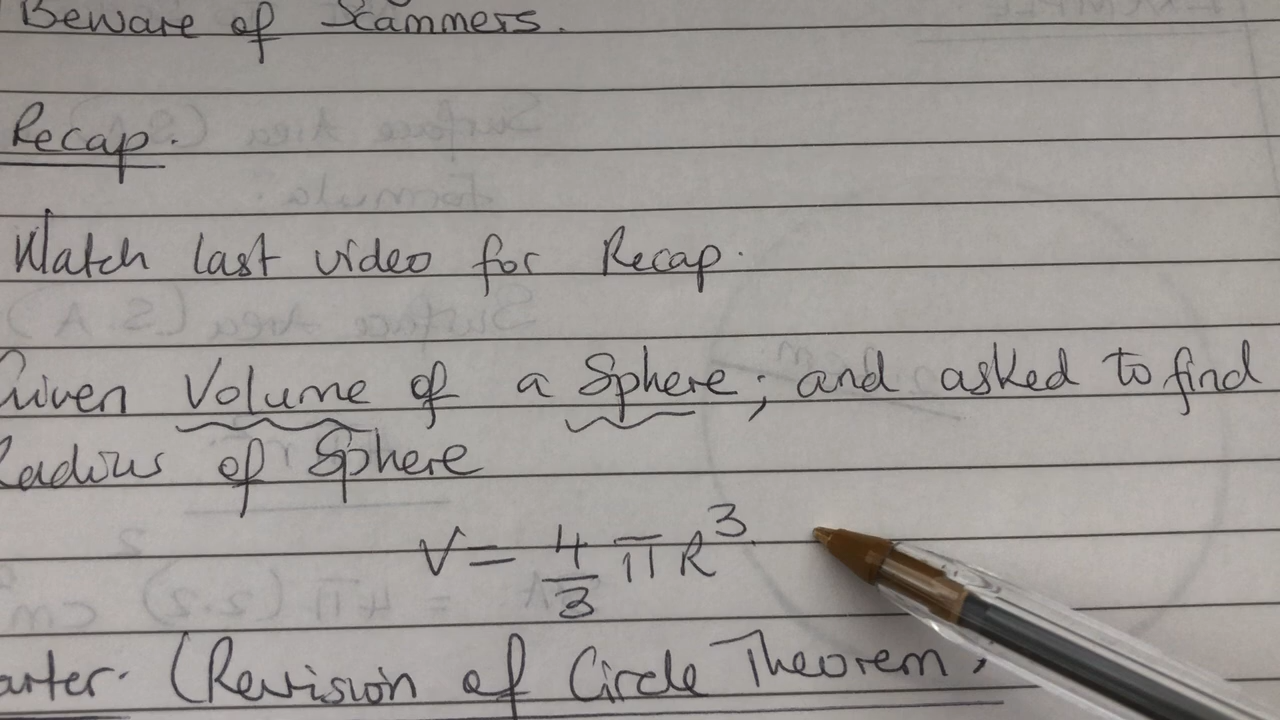 Beware of Scammers.
Recap.
Watch last video for Recap.
Given Volume of a Sphere; and asked to find
Radius of Sphere
V = 4/3 π R³
arter. (Revision of Circle Theorem,